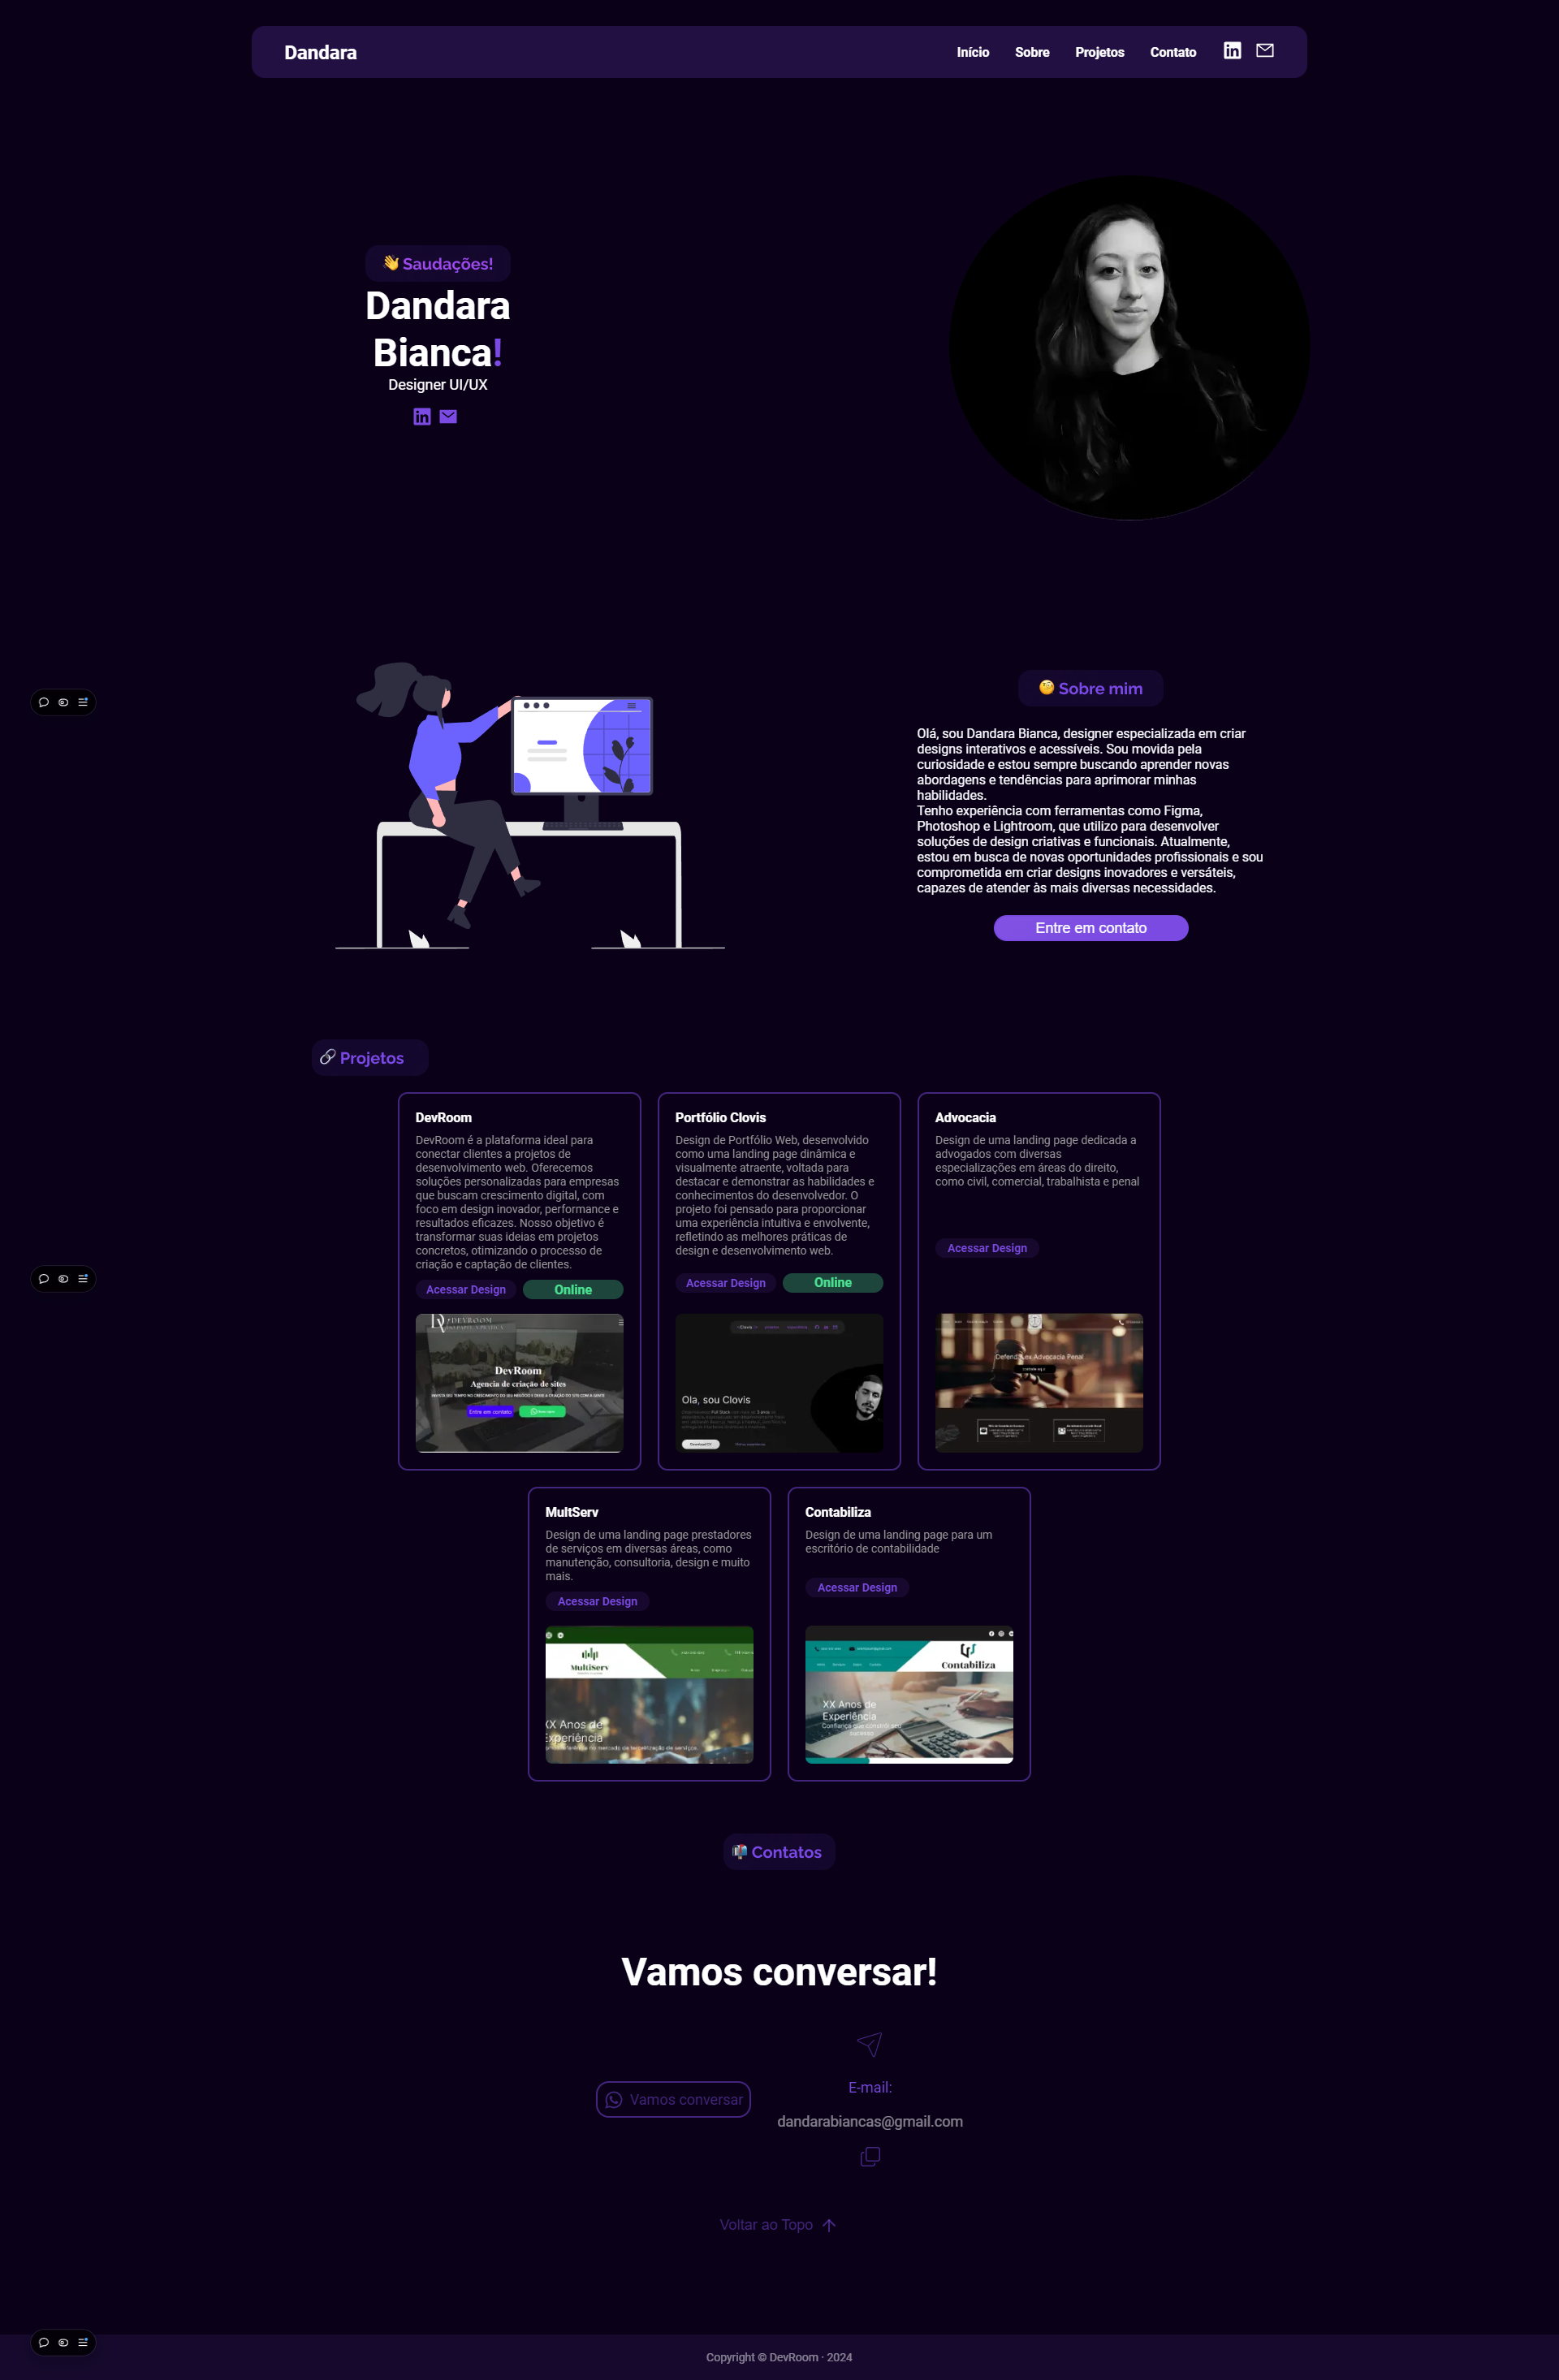 Dandara
Início Sobre Projetos Contato
👋 Saudações!
Dandara
Bianca!
Designer UI/UX
🧐 Sobre mim
Olá, sou Dandara Bianca, designer especializada em criar
designs interativos e acessíveis. Sou movida pela
curiosidade e estou sempre buscando aprender novas
abordagens e tendências para aprimorar minhas
habilidades.
Tenho experiência com ferramentas como Figma,
Photoshop e Lightroom, que utilizo para desenvolver
soluções de design criativas e funcionais. Atualmente,
estou em busca de novas oportunidades profissionais e sou
comprometida em criar designs inovadores e versáteis,
capazes de atender às mais diversas necessidades.
Entre em contato
🔗 Projetos
DevRoom
DevRoom é a plataforma ideal para
conectar clientes a projetos de
desenvolvimento web. Oferecemos
soluções personalizadas para empresas
que buscam crescimento digital, com
foco em design inovador, performance e
resultados eficazes. Nosso objetivo é
transformar suas ideias em projetos
concretos, otimizando o processo de
criação e captação de clientes.
Acessar Design Online
DEVROOM
DevRoom
Agencia de criação de sites
Entre em contato
Portfólio Clovis
Design de Portfólio Web, desenvolvido
como uma landing page dinâmica e
visualmente atraente, voltada para
destacar e demonstrar as habilidades e
conhecimentos do desenvolvedor. O
projeto foi pensado para proporcionar
uma experiência intuitiva e envolvente,
refletindo as melhores práticas de
design e desenvolvimento web.
Acessar Design Online
Clovis
Ola, sou Clovis
Download CV
Advocacia
Design de uma landing page dedicada a
advogados com diversas
especializações em áreas do direito,
como civil, comercial, trabalhista e penal
Acessar Design
Advocacia Penal
MultServ
Design de uma landing page prestadores
de serviços em diversas áreas, como
manutenção, consultoria, design e muito
mais.
Acessar Design
MultiServ
XX Anos de
Experiência
Contabiliza
Design de uma landing page para um
escritório de contabilidade
Acessar Design
Contabiliza
XX Anos de
Experiência
📬 Contatos
Vamos conversar!
Vamos conversar
E-mail:
dandarabiancas@gmail.com
Voltar ao Topo
Copyright © DevRoom · 2024